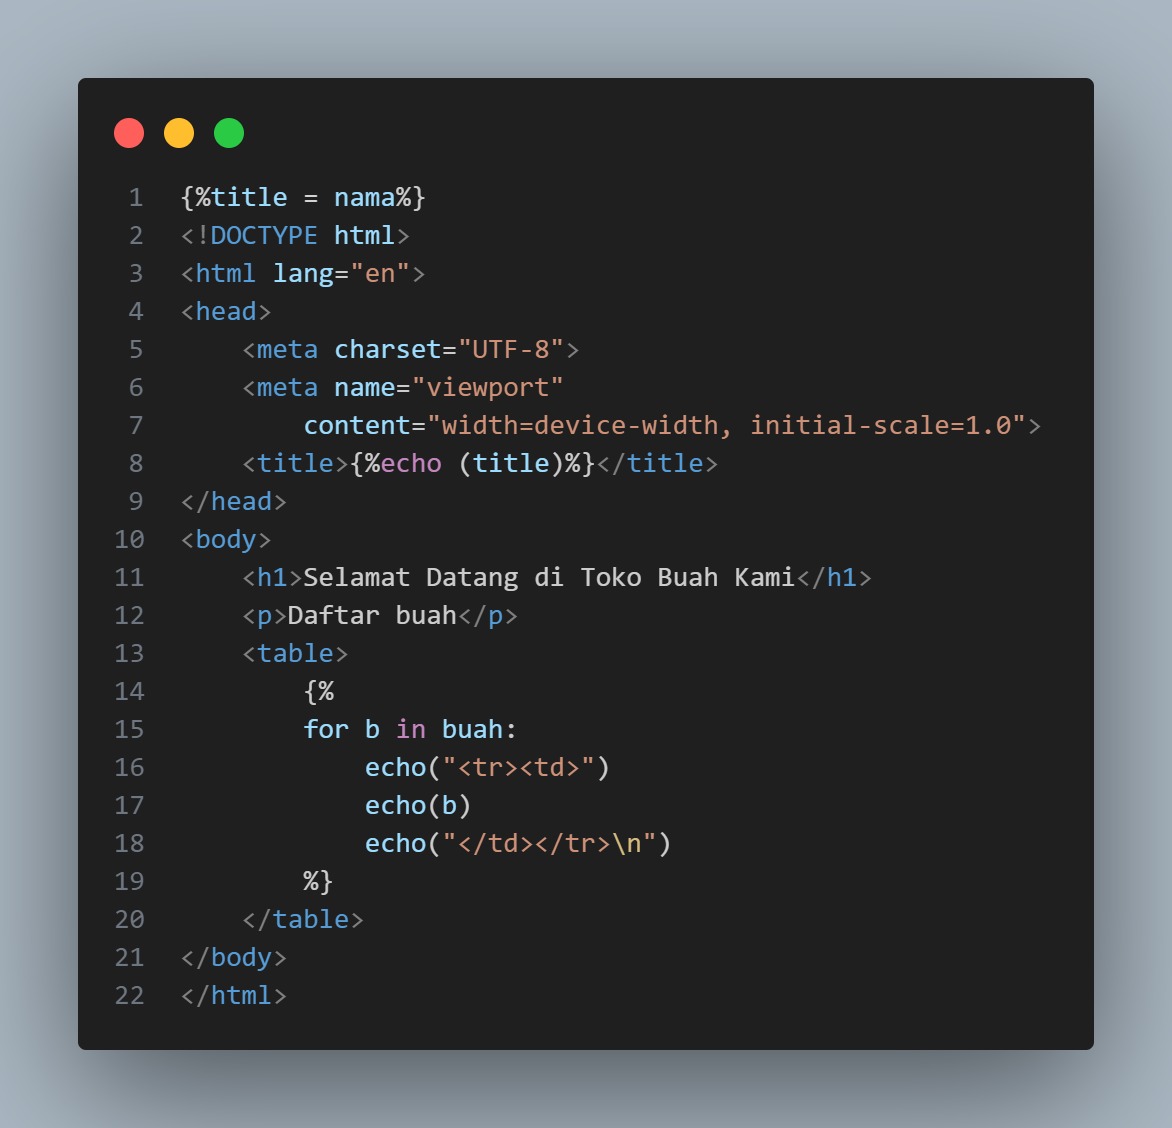 1 {%title = nama%}
2 <!DOCTYPE html>
3 <html lang="en">
4 <head>
5     <meta charset="UTF-8">
6     <meta name="viewport"
7         content="width=device-width, initial-scale=1.0">
8     <title>{%echo (title)%}</title>
9 </head>
10 <body>
11     <h1>Selamat Datang di Toko Buah Kami</h1>
12     <p>Daftar buah</p>
13     <table>
14         {%
15         for b in buah:
16             echo("<tr><td>")
17             echo(b)
18             echo("</td></tr>\n")
19         %}
20     </table>
21 </body>
22 </html>